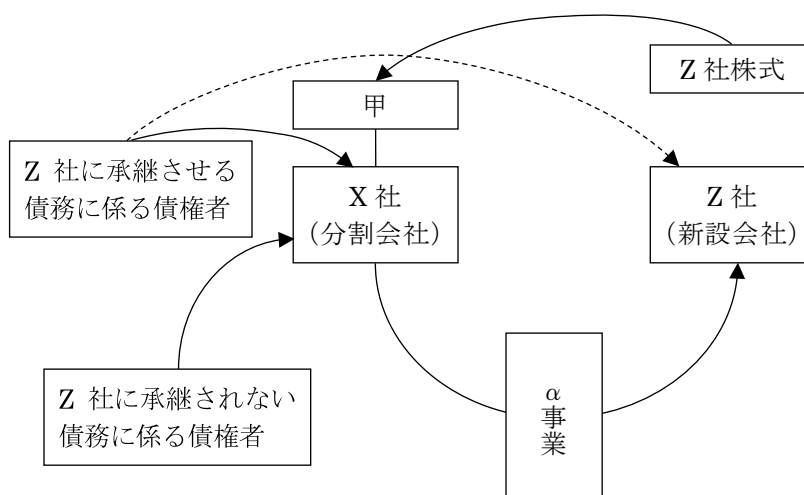 Z 社株式
甲
Z 社に承継させる
債務に係る債権者
X 社
（分割会社）
Z 社
（新設会社）
Z 社に承継されない
債務に係る債権者
α事業